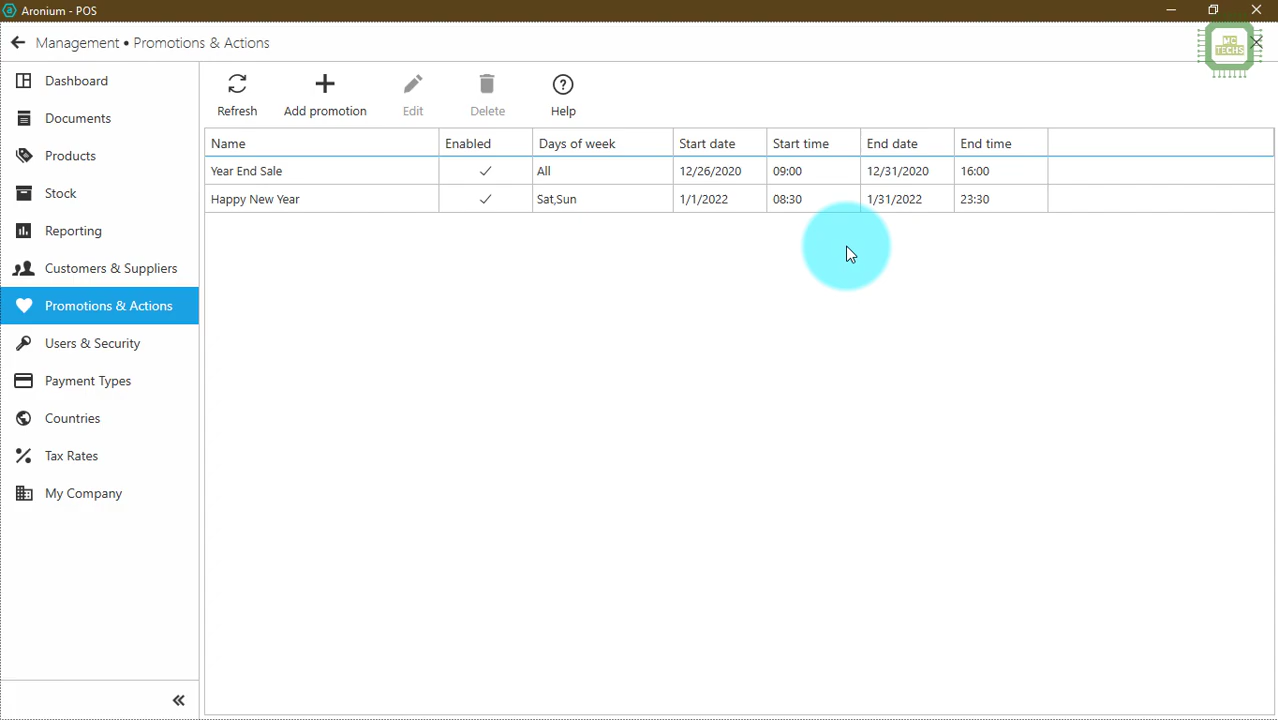 Aronium - POS
Management • Promotions & Actions
MC
TECHS
Dashboard
Documents
Products
Stock
Reporting
Customers & Suppliers
Promotions & Actions
Users & Security
Payment Types
Countries
Tax Rates
My Company
Refresh Add promotion Edit Delete Help
Name Enabled Days of week Start date Start time End date End time
Year End Sale All 12/26/2020 09:00 12/31/2020 16:00
Happy New Year Sat,Sun 1/1/2022 08:30 1/31/2022 23:30